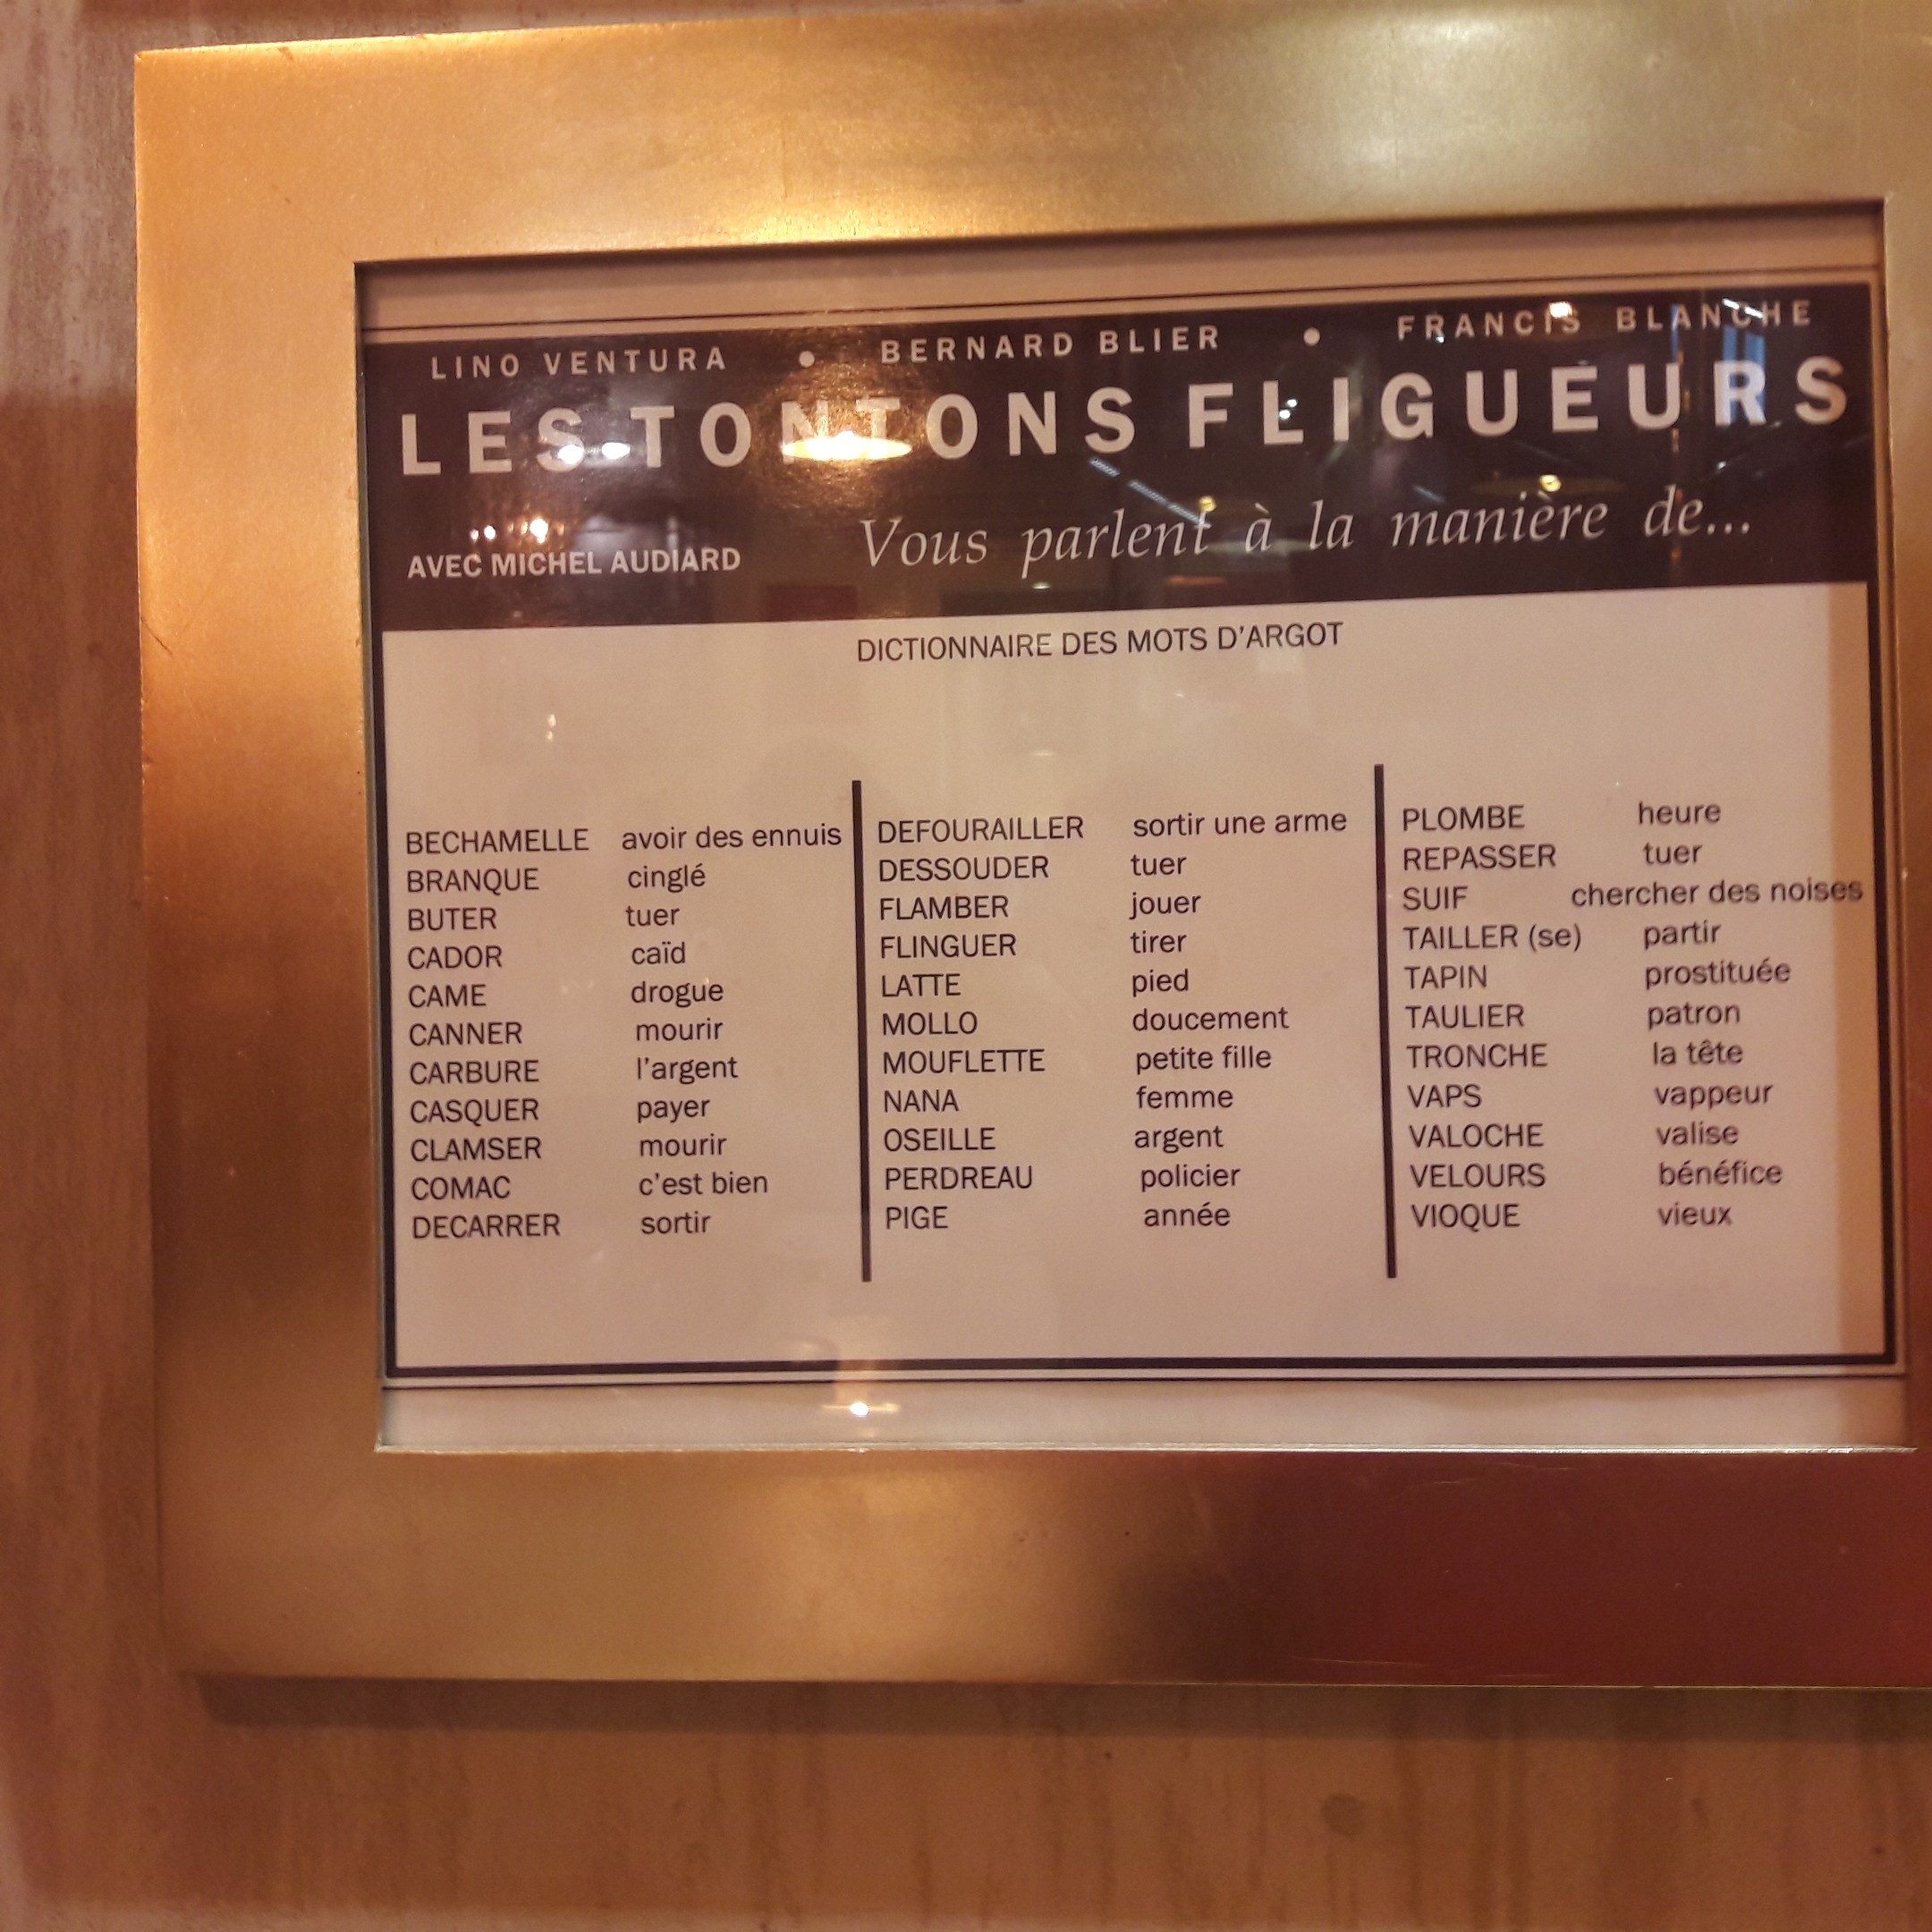 LINO VENTURA • BERNARD BLIER • FRANCIS BLANCHE
LES TONTONS FLIGUEURS
AVEC MICHEL AUDIARD Vous parlent à la manière de...
DICTIONNAIRE DES MOTS D'ARGOT
BECHAMELLE avoir des ennuis
BRANQUE cinglé
BUTER tuer
CADOR caïd
CAME drogue
CANNER mourir
CARBURE l'argent
CASQUER payer
CLAMSER mourir
COMAC c'est bien
DECARRER sortir
DEFOURAILLER sortir une arme
DESSOUDER tuer
FLAMBER jouer
FLINGUER tirer
LATTE pied
MOLLO doucement
MOUFLETTE petite fille
NANA femme
OSEILLE argent
PERDREAU policier
PIGE année
PLOMBE heure
REPASSER tuer
SUIF chercher des noises
TAILLER (se) partir
TAPIN prostituée
TAULIER patron
TRONCHE la tête
VAPS vappeur
VALOCHE valise
VELOURS bénéfice
VIOQUE vieux